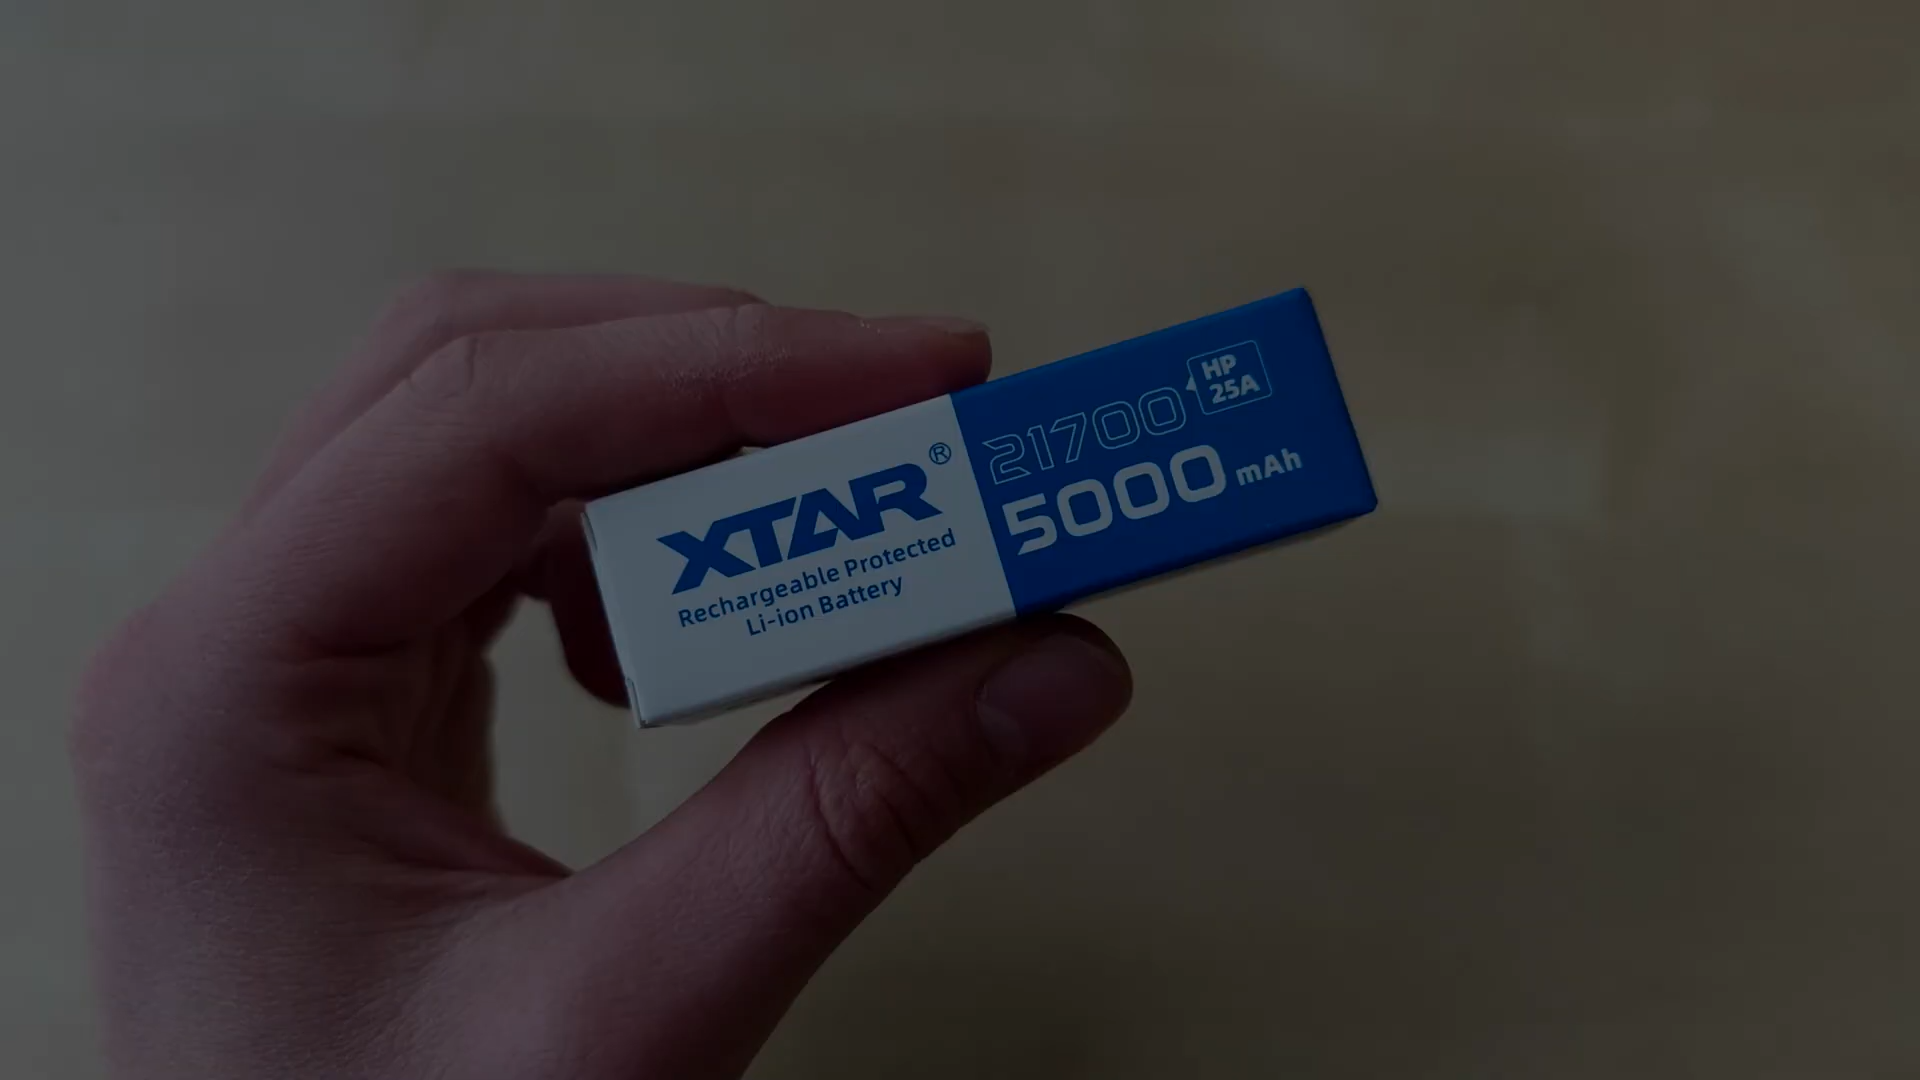 XTAR®
Rechargeable Protected
Li-ion Battery
21700
HP
25A
5000 mAh